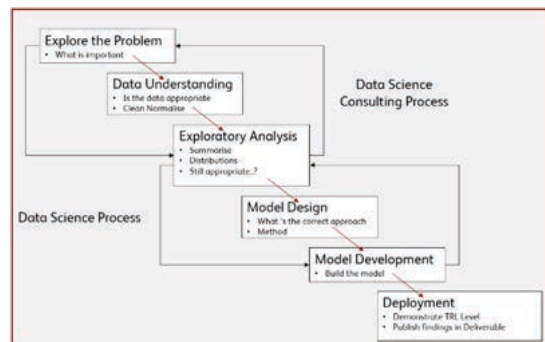 Explore the Problem
• What is important
Data Understanding
• Is the data appropriate
• Clean Normalise
Data Science
Consulting Process
Exploratory Analysis
• Summarise
• Distributions
• Still appropriate..?
Data Science Process
Model Design
• What 's the correct approach
• Method
Model Development
• Build the model
Deployment
• Demonstrate TRL Level
• Publish findings in Deliverable